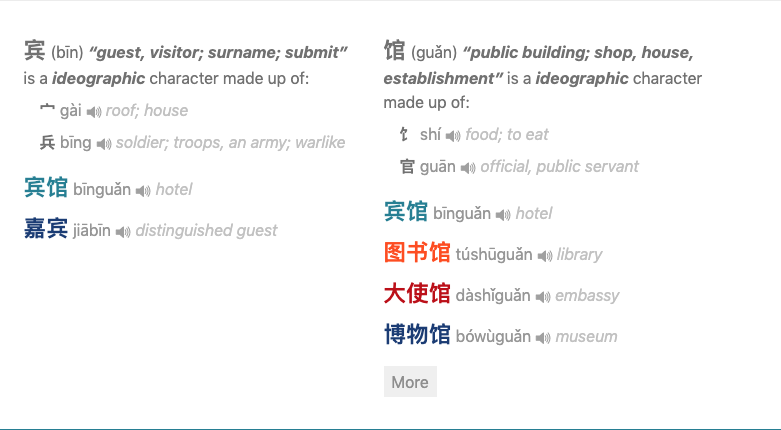 宾 (bīn) “guest, visitor; surname; submit”
is a ideographic character made up of:
宀 gài roof; house
兵 bīng soldier; troops, an army; warlike
宾馆 bīnguǎn hotel
嘉宾 jiābīn distinguished guest
馆 (guǎn) “public building; shop, house,
establishment” is a ideographic character
made up of:
饣 shí food; to eat
官 guān official, public servant
宾馆 bīnguǎn hotel
图书馆 túshūguǎn library
大使馆 dàshǐguǎn embassy
博物馆 bówùguǎn museum
More